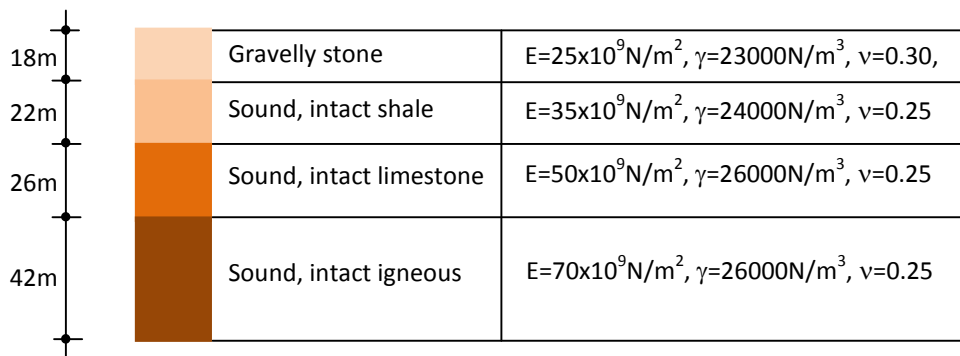 18m Gravelly stone E=25x10⁹N/m², γ=23000N/m³, ν=0.30,
22m Sound, intact shale E=35x10⁹N/m², γ=24000N/m³, ν=0.25
26m Sound, intact limestone E=50x10⁹N/m², γ=26000N/m³, ν=0.25
42m Sound, intact igneous E=70x10⁹N/m², γ=26000N/m³, ν=0.25